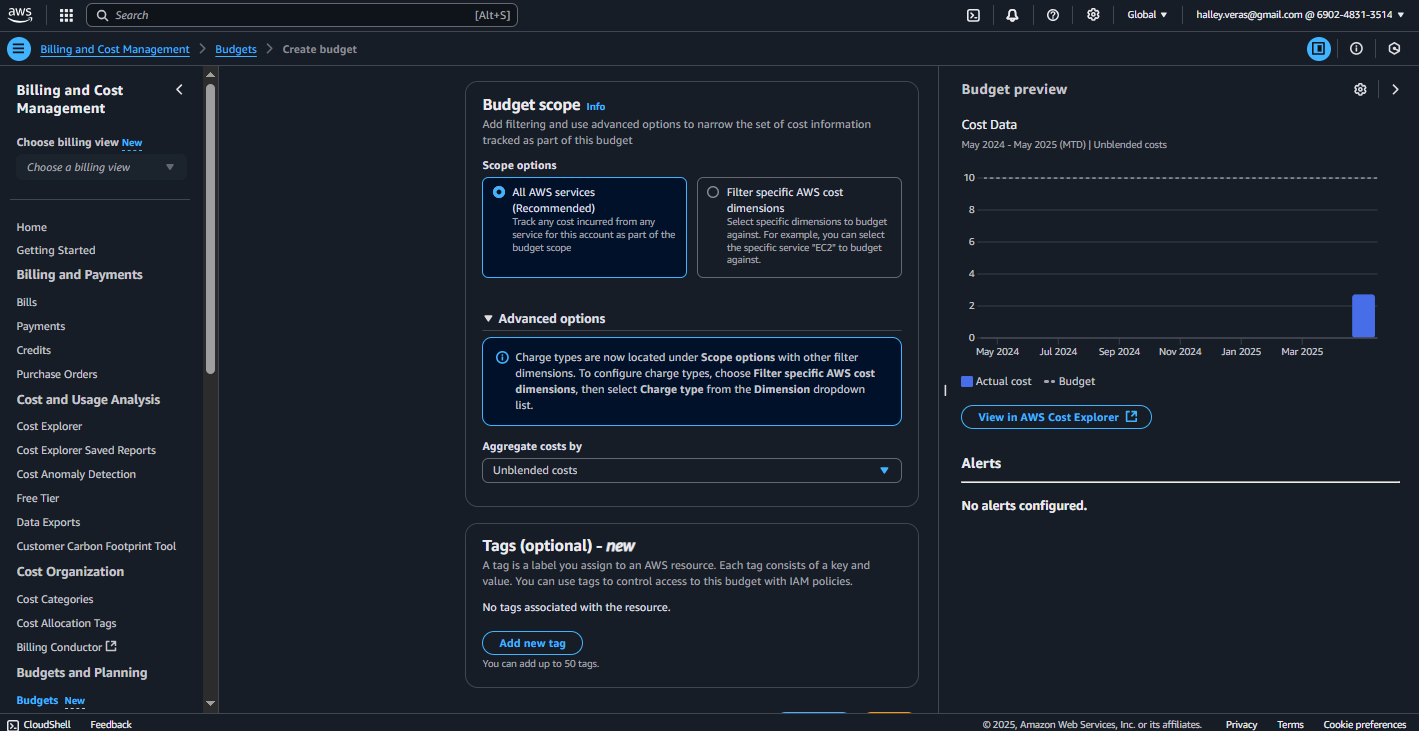 aws
Search
[Alt+S]
Global
halley.veras@gmail.com @ 6902-4831-3514
Billing and Cost Management
Budgets
Create budget
Billing and Cost
Management
Choose billing view New
Choose a billing view
Home
Getting Started
Billing and Payments
Bills
Payments
Credits
Purchase Orders
Cost and Usage Analysis
Cost Explorer
Cost Explorer Saved Reports
Cost Anomaly Detection
Free Tier
Data Exports
Customer Carbon Footprint Tool
Cost Organization
Cost Categories
Cost Allocation Tags
Billing Conductor
Budgets and Planning
Budgets New
Budget scope Info
Add filtering and use advanced options to narrow the set of cost information
tracked as part of this budget
Scope options
All AWS services
(Recommended)
Track any cost incurred from any
service for this account as part of the
budget scope
Filter specific AWS cost
dimensions
Select specific dimensions to budget
against. For example, you can select
the specific service "EC2" to budget
against.
Advanced options
Charge types are now located under Scope options with other filter
dimensions. To configure charge types, choose Filter specific AWS cost
dimensions, then select Charge type from the Dimension dropdown
list.
Aggregate costs by
Unblended costs
Tags (optional) - new
A tag is a label you assign to an AWS resource. Each tag consists of a key and
value. You can use tags to control access to this budget with IAM policies.
No tags associated with the resource.
Add new tag
You can add up to 50 tags.
Budget preview
Cost Data
May 2024 - May 2025 (MTD) | Unblended costs
10
8
6
4
2
0
May 2024
Jul 2024
Sep 2024
Nov 2024
Jan 2025
Mar 2025
Actual cost
Budget
View in AWS Cost Explorer
Alerts
No alerts configured.
CloudShell
Feedback
© 2025, Amazon Web Services, Inc. or its affiliates.
Privacy
Terms
Cookie preferences